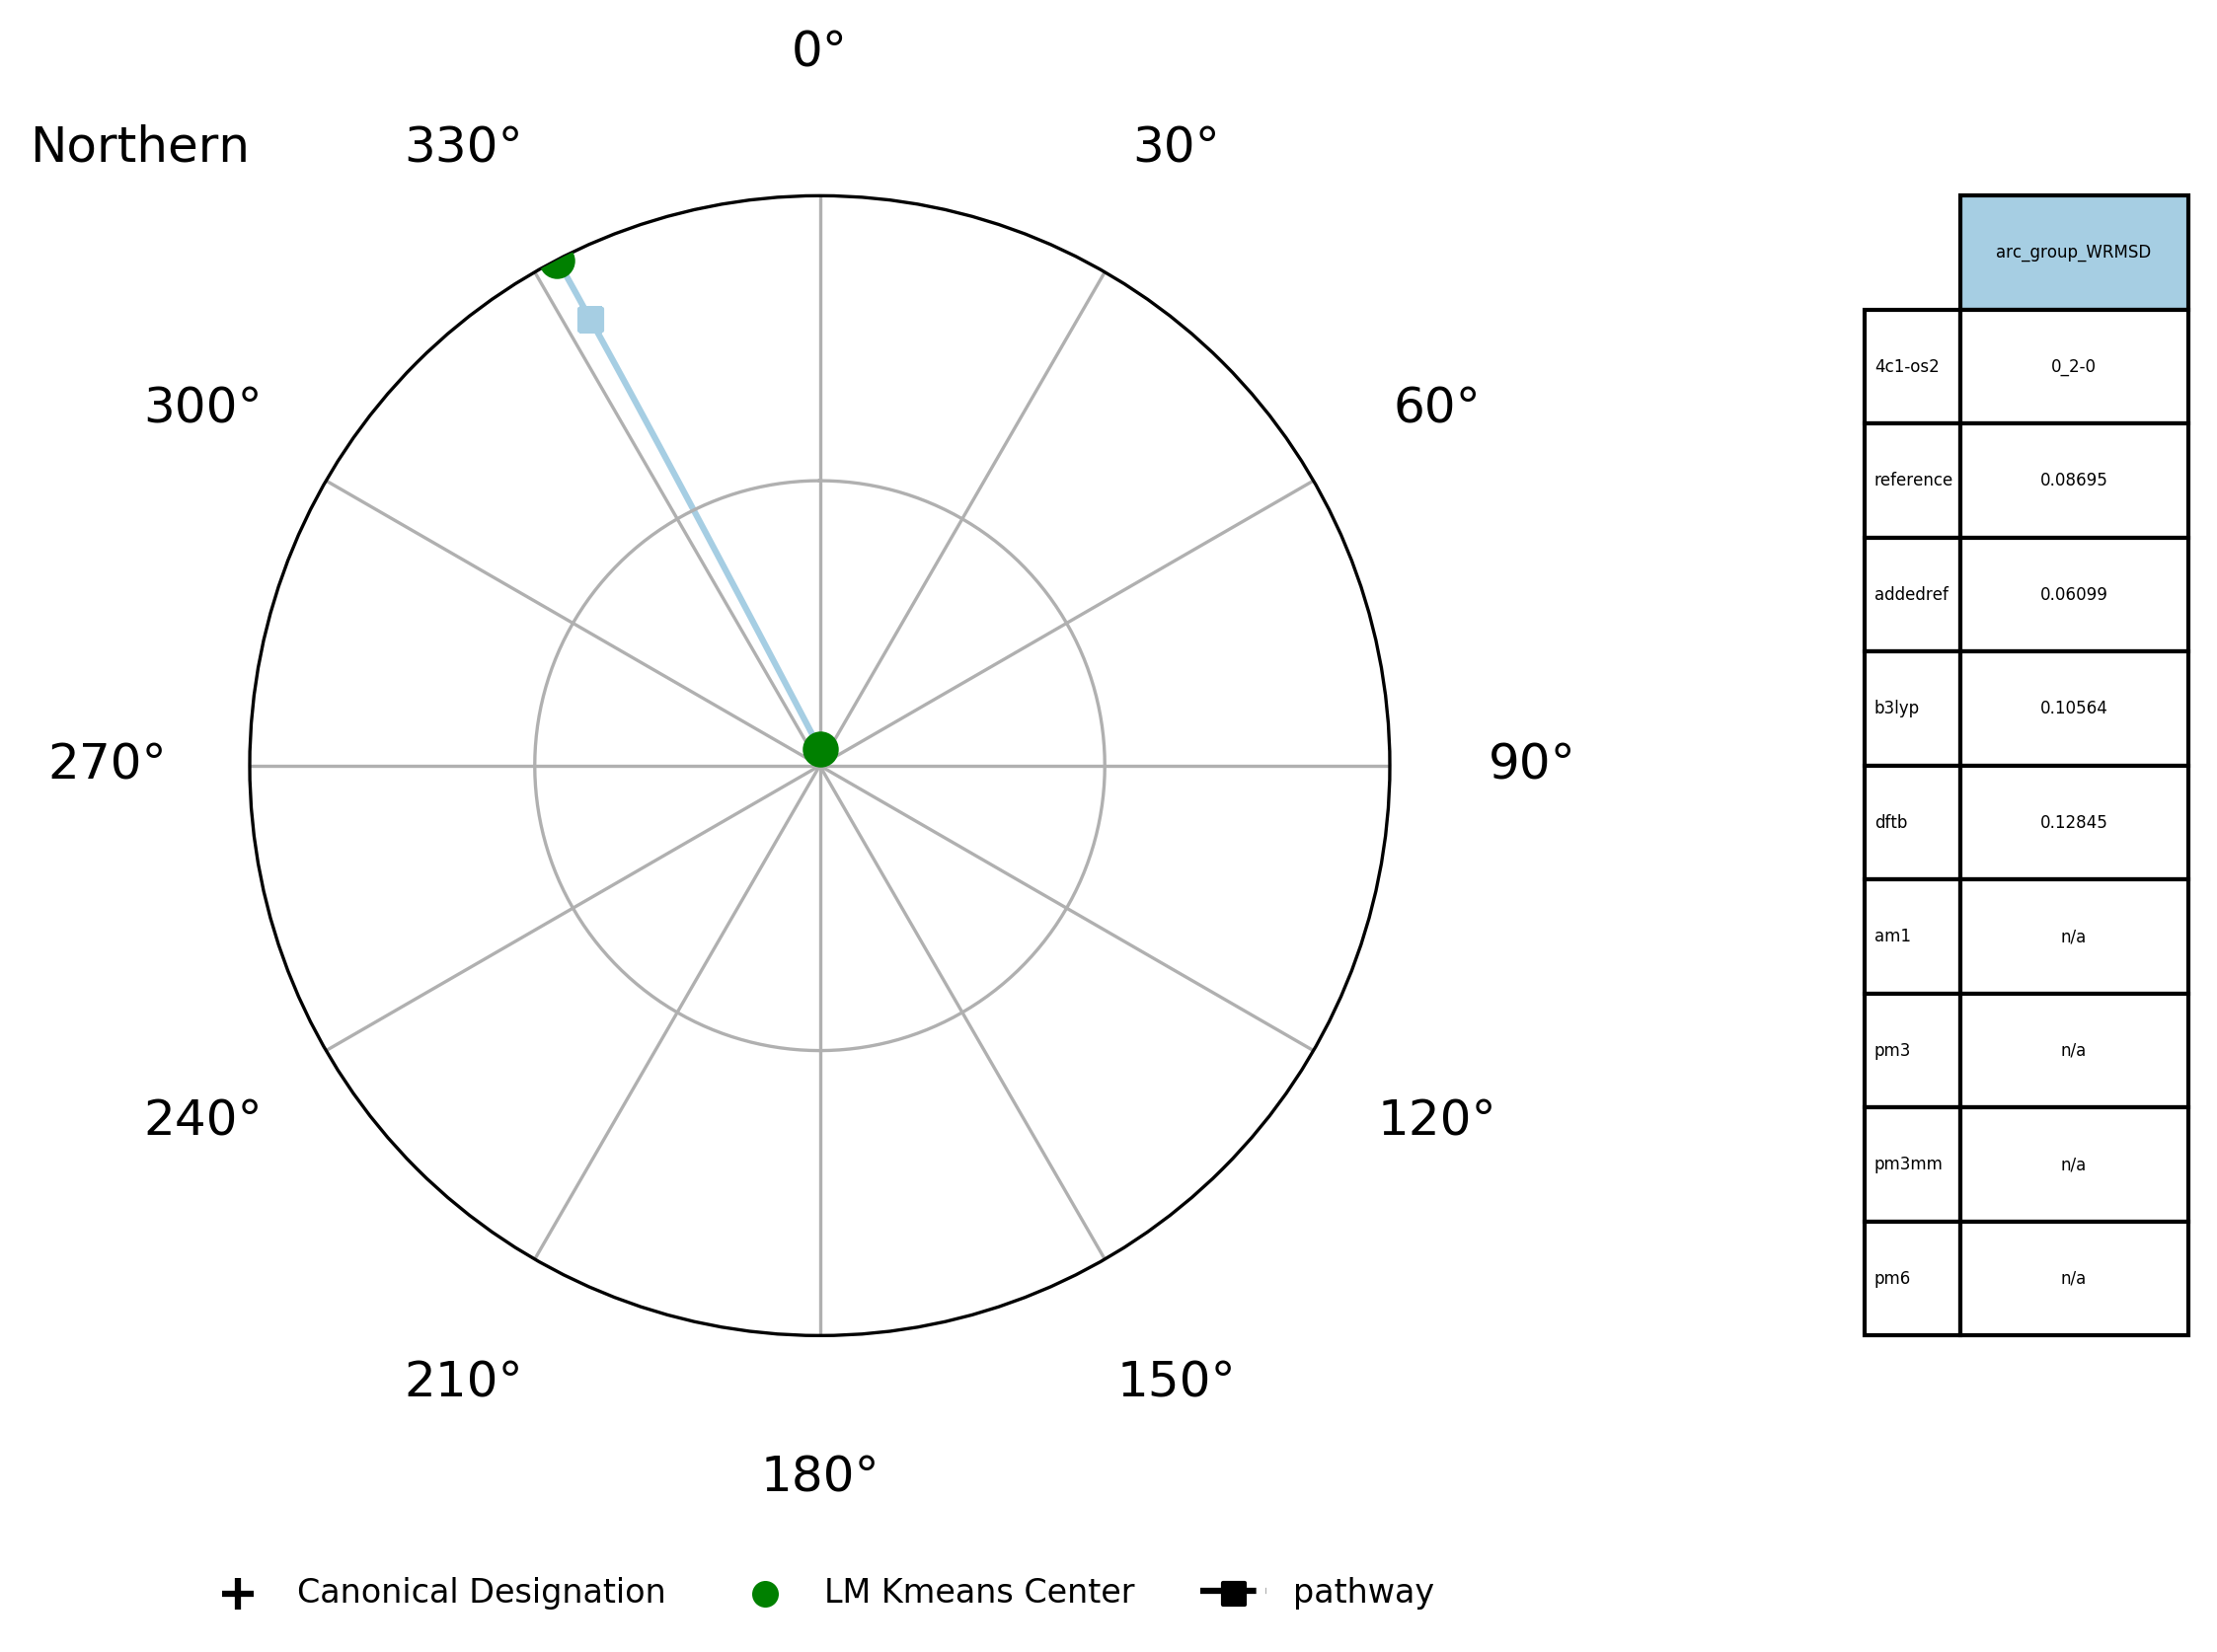 0°
Northern
330°
30°
300°
60°
270°
90°
240°
120°
210°
150°
180°
arc_group_WRMSD
4c1-os2 0_2-0
reference 0.08695
addedref 0.06099
b3lyp 0.10564
dftb 0.12845
am1 n/a
pm3 n/a
pm3mm n/a
pm6 n/a
Canonical Designation LM Kmeans Center pathway